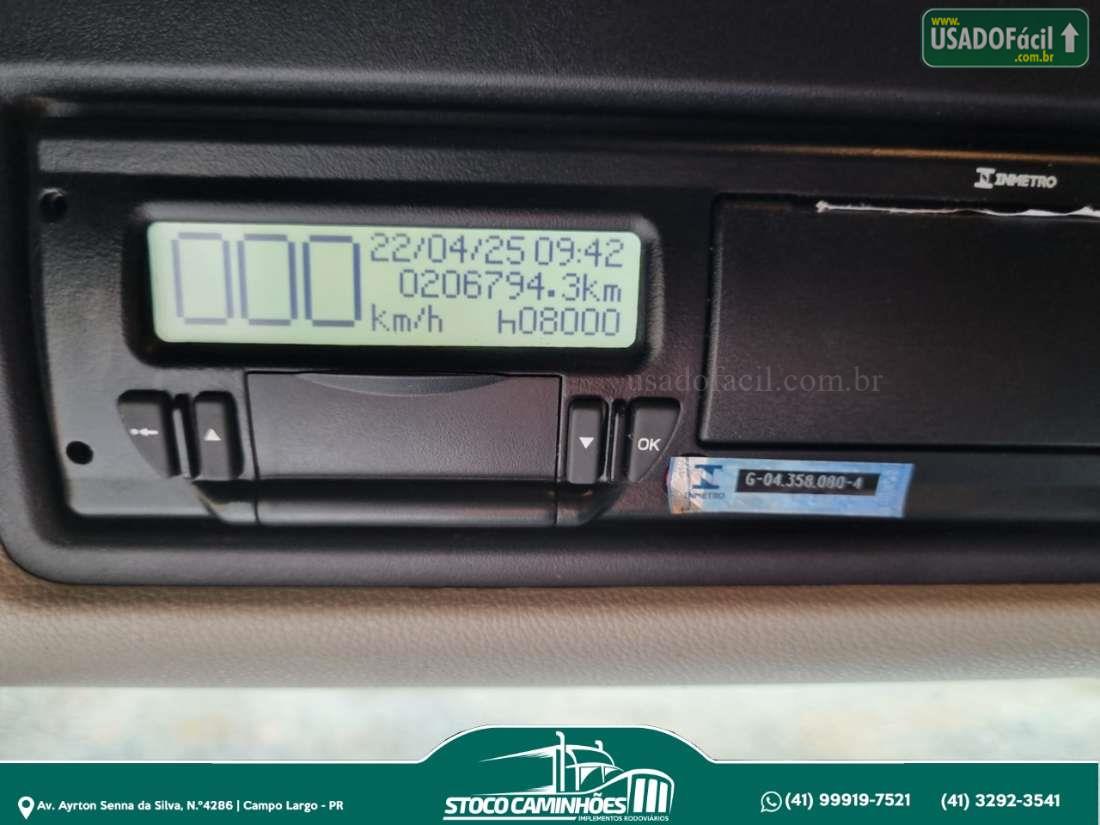 www.
USADOFácil
.com.br
INMETRO
000 22/04/25 09:42
0206794.3km
km/h h08000
usadofacil.com.br
OK
INMETRO
G-04.358.080-4
Av. Ayrton Senna da Silva, N.º4286 | Campo Largo - PR
STOCO CAMINHÕES
IMPLEMENTOS RODOVIÁRIOS
(41) 99919-7521 (41) 3292-3541